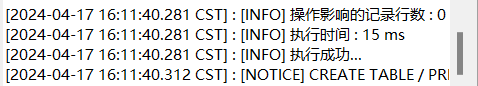 [2024-04-17 16:11:40.281 CST] : [INFO] 操作影响的记录行数 : 0
[2024-04-17 16:11:40.281 CST] : [INFO] 执行时间 : 15 ms
[2024-04-17 16:11:40.281 CST] : [INFO] 执行成功...
[2024-04-17 16:11:40.312 CST] : [NOTICE] CREATE TABLE / PRI